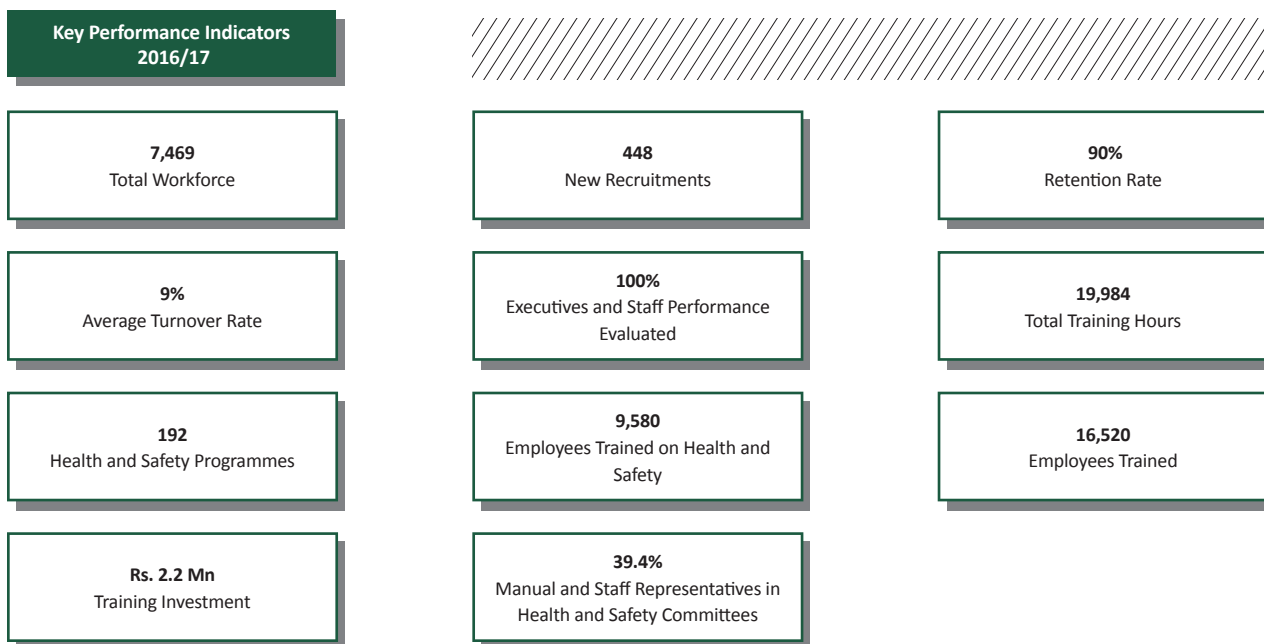 Key Performance Indicators
2016/17
7,469
Total Workforce
448
New Recruitments
90%
Retention Rate
9%
Average Turnover Rate
100%
Executives and Staff Performance
Evaluated
19,984
Total Training Hours
192
Health and Safety Programmes
9,580
Employees Trained on Health and
Safety
16,520
Employees Trained
Rs. 2.2 Mn
Training Investment
39.4%
Manual and Staff Representatives in
Health and Safety Committees